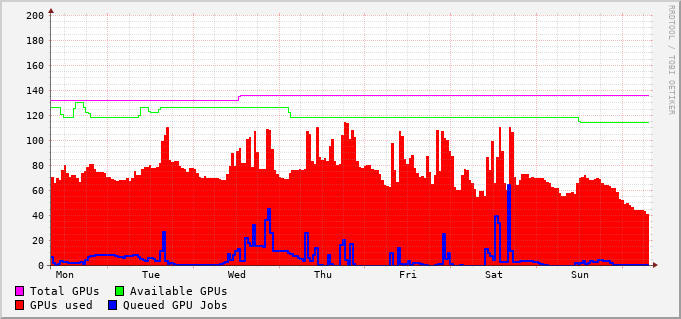 200
180
160
140
120
100
80
60
40
20
0
Mon Tue Wed Thu Fri Sat Sun
Total GPUs Available GPUs
GPUs used Queued GPU Jobs
RRDTOOL / TOBI OETIKER